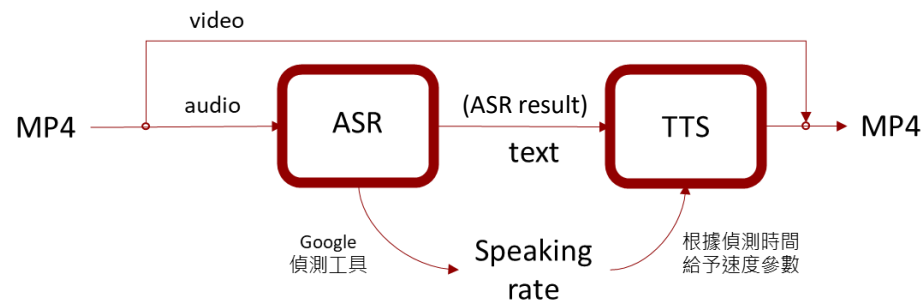 video
MP4
audio
ASR
(ASR result)
text
TTS
MP4
Google
偵測工具
Speaking
rate
根據偵測時間
給予速度參數